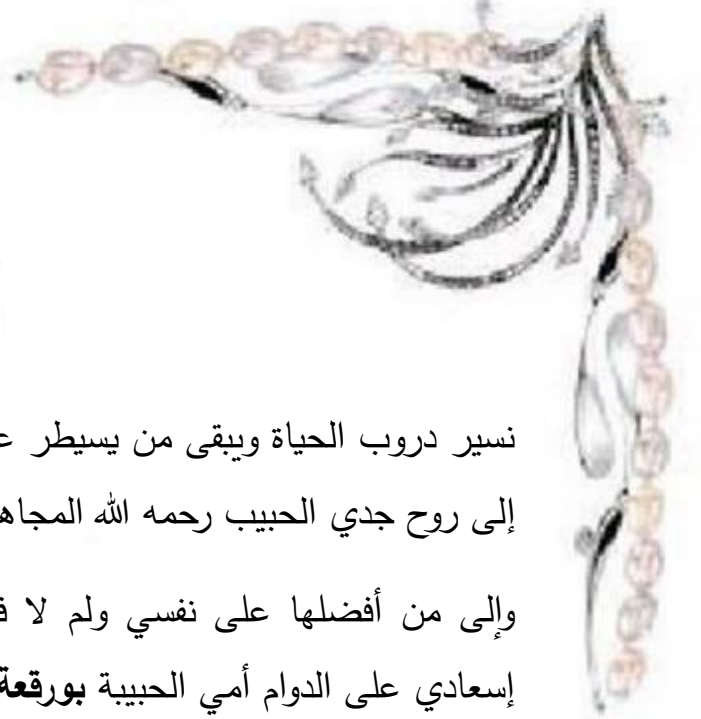 نسير دروب الحياة ويبقى من يسيطر
إلى روح جدي الحبيب رحمه الله
وإلى من أفضلها على نفسي ولم لا
إسعادي على الدوام أمي الحبيبة بورقعة